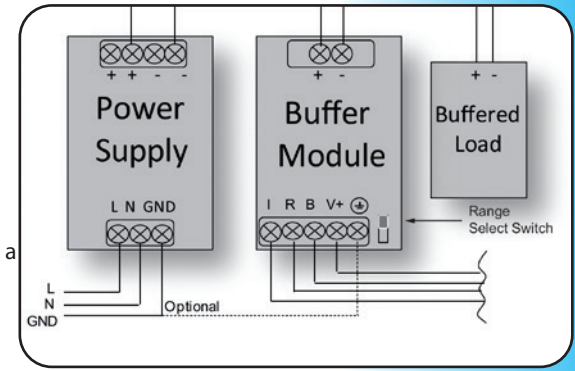 + + - -
Power
Supply
L N GND
+ -
Buffer
Module
I R B V+
+ -
Buffered
Load
Range
Select Switch
a
L
N
GND
Optional